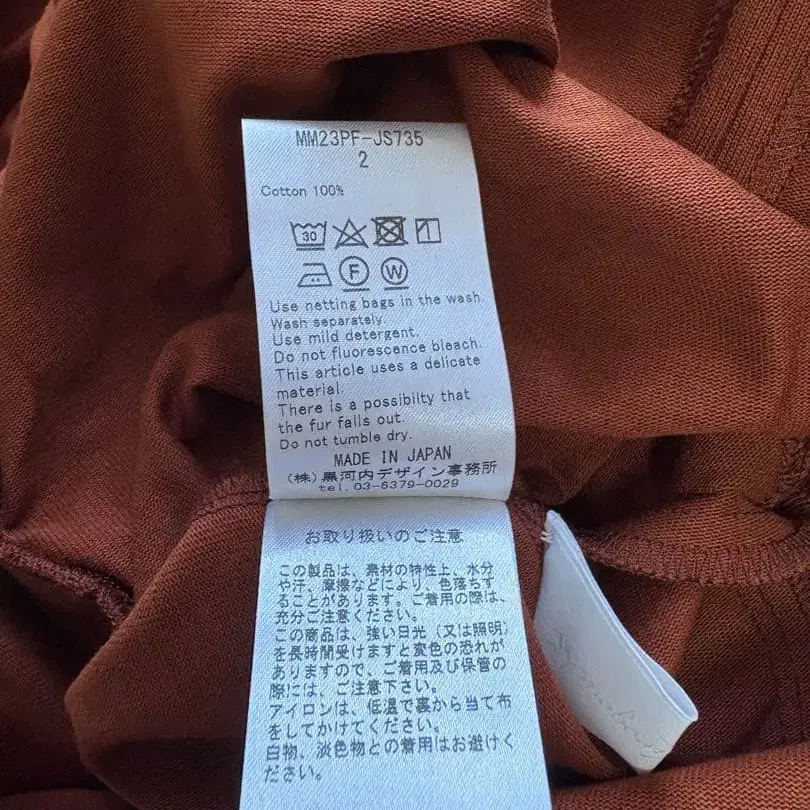 MM23PF-JS735
2
Cotton 100%
30
F W
Use netting bags in the wash.
Wash separately.
Use mild detergent.
Do not fluorescence bleach.
This article uses a delicate
material.
There is a possibilty that
the fur falls out.
Do not tumble dry.
MADE IN JAPAN
(株)黒河内デザイン事務所
tel.03-6379-0029
お取り扱いのご注意
この製品は、素材の特性上、水分
や汗、摩擦などにより、色落ちす
ることがあります。ご着用の際は、
充分ご注意ください。
この商品は、強い日光(又は照明)
を長時間受けますと変色の恐れが
ありますので、ご着用及び保管の
際には、ご注意下さい。
アイロンは、低温で裏から当て布
をしてかけてください。
白物、淡色物との着用はお避けく
ださい。